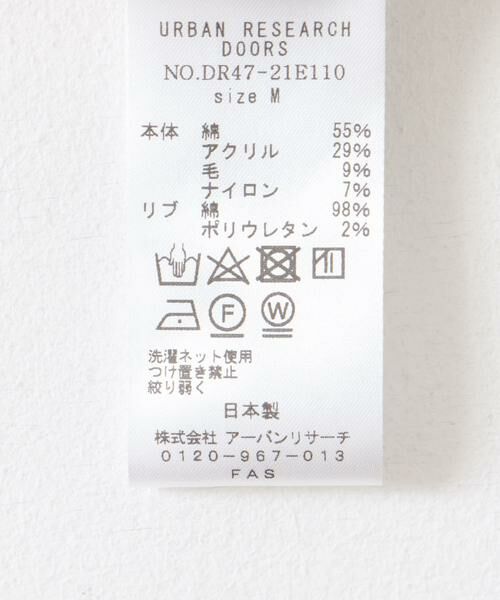 URBAN RESEARCH
DOORS
NO.DR47-21E110
size M
本体 綿 55%
アクリル 29%
毛 9%
ナイロン 7%
リブ 綿 98%
ポリウレタン 2%
F W
洗濯ネット使用
つけ置き禁止
絞り弱く
日本製
株式会社 アーバンリサーチ
0120-967-013
FAS